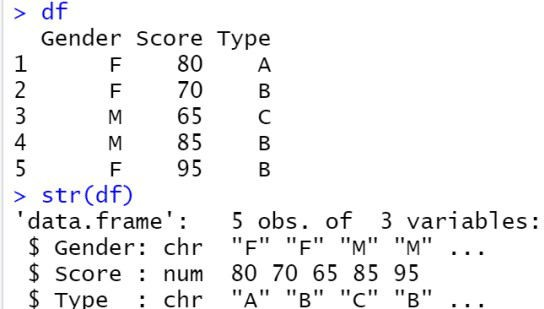 > df
  Gender Score Type
1      F    80    A
2      F    70    B
3      M    65    C
4      M    85    B
5      F    95    B
> str(df)
'data.frame':   5 obs. of  3 variables:
 $ Gender: chr  "F" "F" "M" "M" ...
 $ Score : num  80 70 65 85 95
 $ Type  : chr  "A" "B" "C" "B" ...